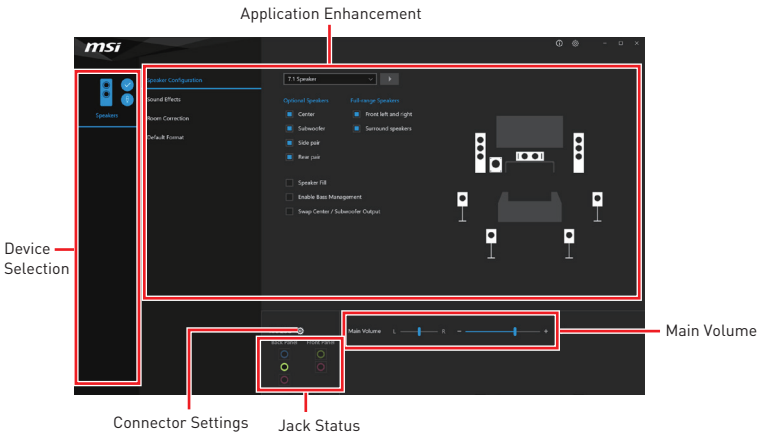 Application Enhancement
msi
Speakers
Speaker Configuration
Sound Effects
Room Correction
Default Format
7.1 Speaker
Optional Speakers
Full-range Speakers
Center
Front left and right
Subwoofer
Surround speakers
Side pair
Rear pair
Speaker Fill
Enable Bass Management
Swap Center / Subwoofer Output
Device
Selection
Main Volume L R
Main Volume
Back Panel
Front Panel
Connector Settings
Jack Status